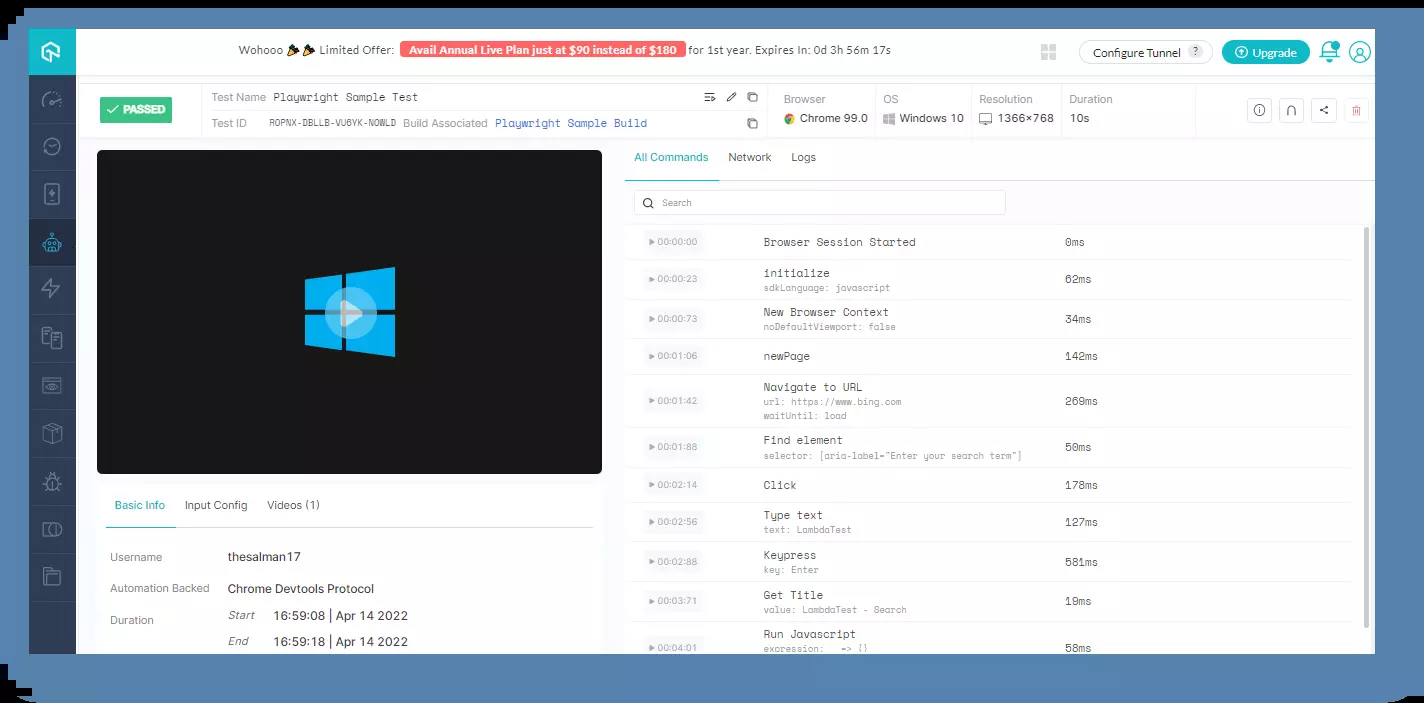 Wohooo Limited Offer: Avail Annual Live Plan just at $90 instead of $180 for 1st year. Expires In: 0d 3h 56m 17s
Configure Tunnel ?
Upgrade
PASSED
Test Name Playwright Sample Test
Test ID ROPNX-DBLLB-VU6YK-NOWLD Build Associated Playwright Sample Build
Browser
Chrome 99.0
OS
Windows 10
Resolution
1366×768
Duration
10s
All Commands Network Logs
Search
00:00:00 Browser Session Started 0ms
00:00:23 initialize 62ms
sdkLanguage: javascript
00:00:73 New Browser Context 34ms
noDefaultViewport: false
00:01:06 newPage 142ms
00:01:42 Navigate to URL 269ms
url: https://www.bing.com
waitUntil: load
00:01:88 Find element 50ms
selector: [aria-label="Enter your search term"]
00:02:14 Click 178ms
00:02:56 Type text 127ms
text: LambdaTest
00:02:88 Keypress 581ms
key: Enter
00:03:71 Get Title 19ms
value: LambdaTest - Search
00:04:01 Run Javascript 58ms
expression: _ => {}
Basic Info Input Config Videos (1)
Username thesalman17
Automation Backed Chrome Devtools Protocol
Duration Start 16:59:08 | Apr 14 2022
End 16:59:18 | Apr 14 2022